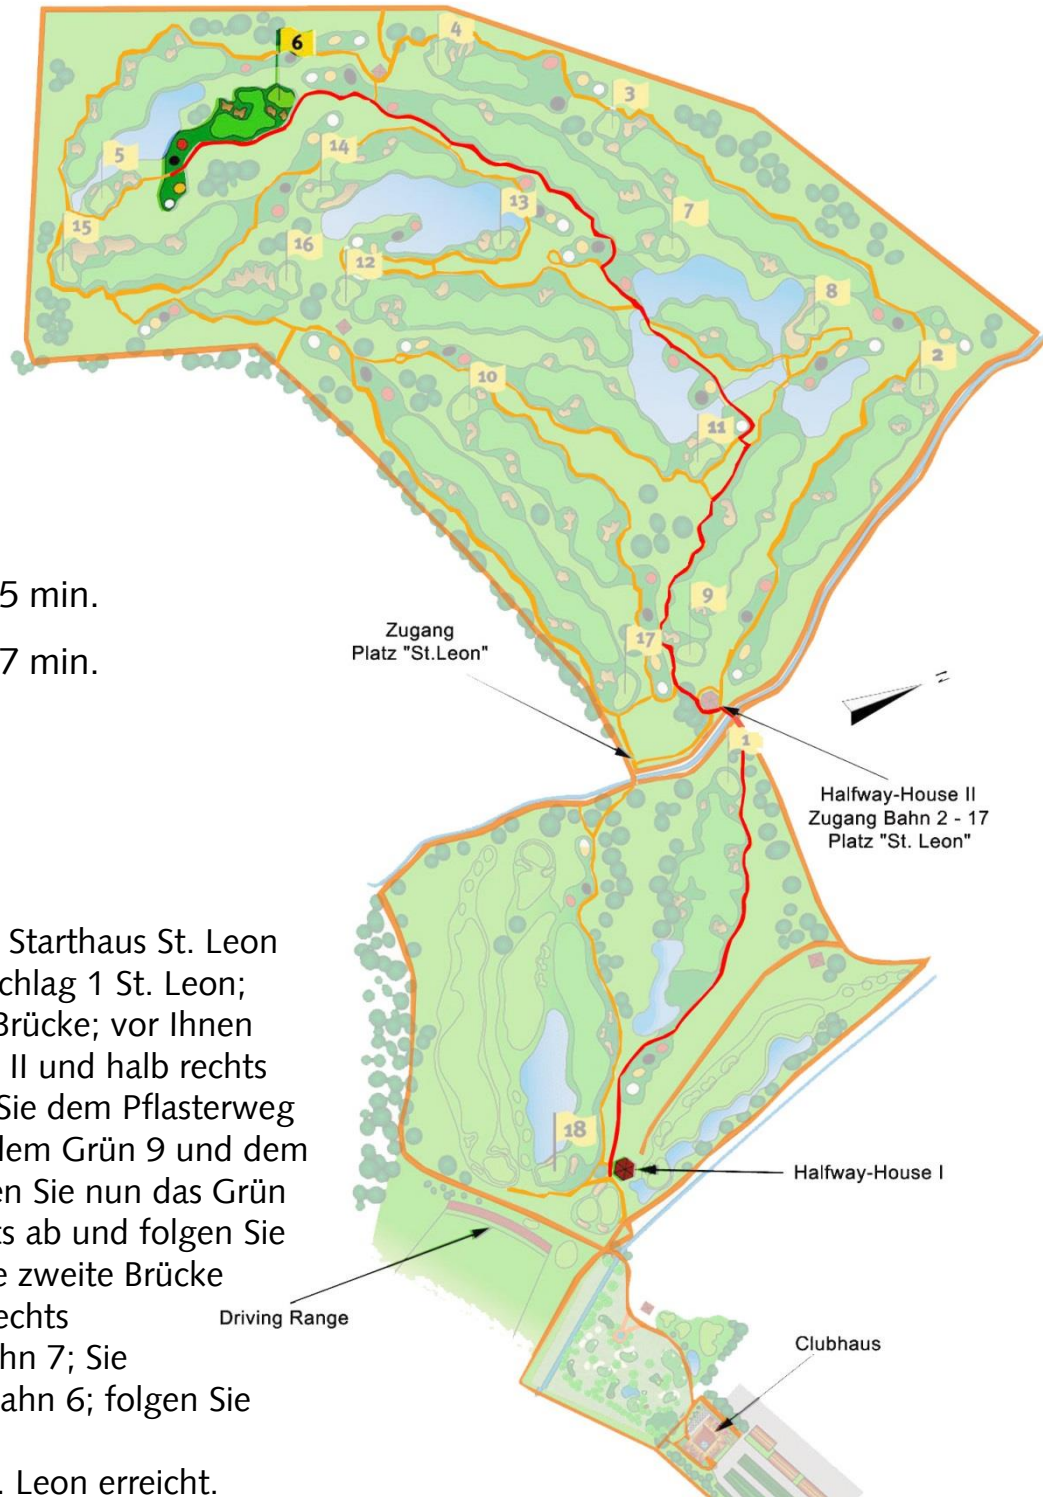 6
4
3
14
5
13
7
15
16
12
8
2
10
11
5 min.
9
Zugang
Platz "St.Leon"
17
7 min.
1
Halfway-House II
Zugang Bahn 2 - 17
Platz "St. Leon"
Starthaus St. Leon
chlag 1 St. Leon;
Brücke; vor Ihnen
II und halb rechts
Sie dem Pflasterweg
dem Grün 9 und dem
en Sie nun das Grün
ts ab und folgen Sie
e zweite Brücke
echts
hn 7; Sie
ahn 6; folgen Sie
. Leon erreicht.
18
Halfway-House I
Driving Range
Clubhaus